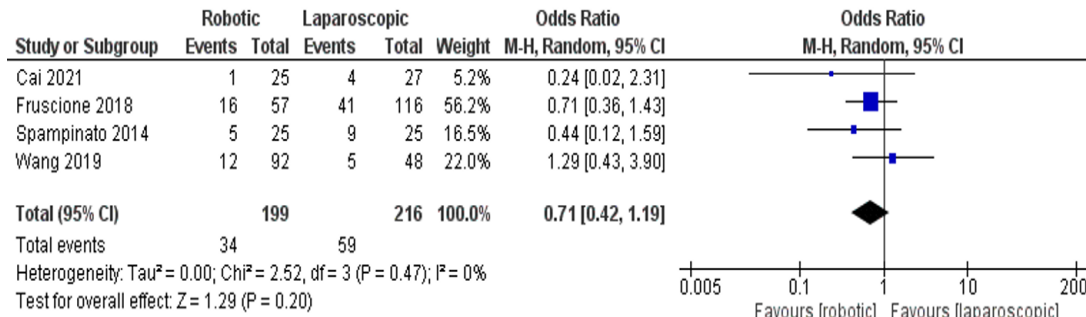 Robotic Laparoscopic Odds Ratio Odds Ratio
Study or Subgroup Events Total Events Total Weight M-H, Random, 95% CI M-H, Random, 95% CI
Cai 2021 1 25 4 27 5.2% 0.24 [0.02, 2.31]
Fruscione 2018 16 57 41 116 56.2% 0.71 [0.36, 1.43]
Spampinato 2014 5 25 9 25 16.5% 0.44 [0.12, 1.59]
Wang 2019 12 92 5 48 22.0% 1.29 [0.43, 3.90]
Total (95% CI) 199 216 100.0% 0.71 [0.42, 1.19]
Total events 34 59
Heterogeneity: Tau² = 0.00; Chi² = 2.52, df = 3 (P = 0.47); I² = 0%
Test for overall effect: Z = 1.29 (P = 0.20)
0.005 0.1 1 10 200
Favours [robotic] Favours [laparoscopic]